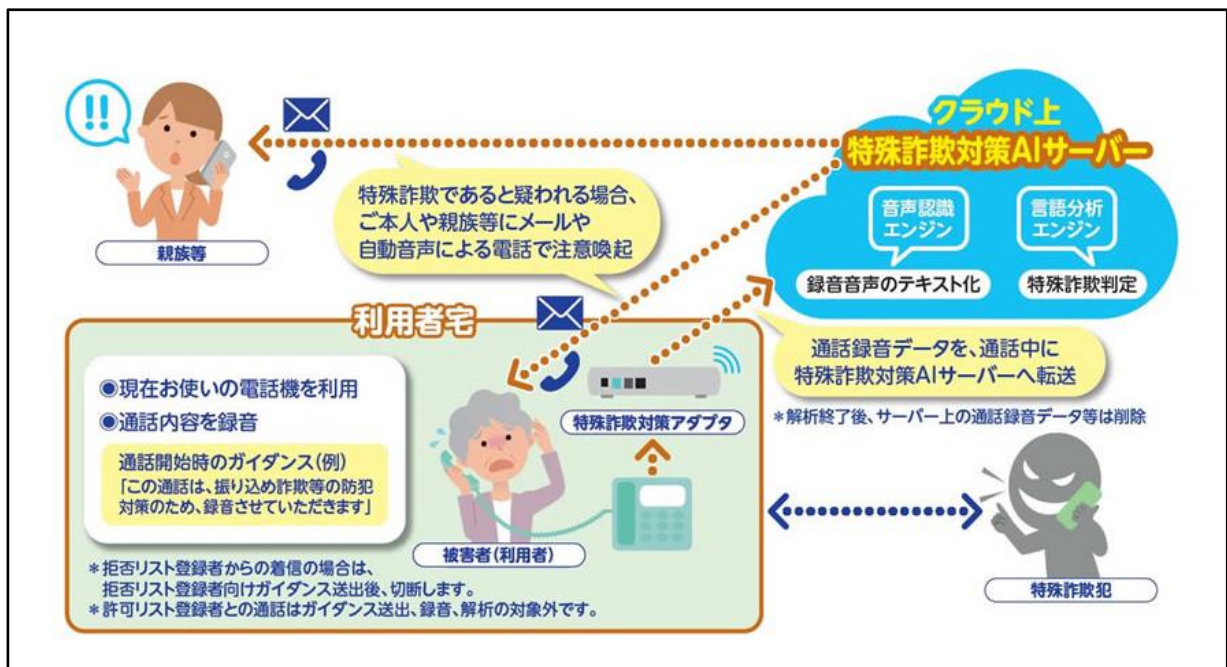 !!
クラウド上
特殊詐欺対策AIサーバー
音声認識
エンジン
言語分析
エンジン
録音音声のテキスト化
特殊詐欺判定
特殊詐欺であると疑われる場合、
ご本人や親族等にメールや
自動音声による電話で注意喚起
親族等
利用者宅
通話録音データを、通話中に
特殊詐欺対策AIサーバーへ転送
＊解析終了後、サーバー上の通話録音データ等は削除
◉現在お使いの電話機を利用
◉通話内容を録音
通話開始時のガイダンス(例)
「この通話は、振り込め詐欺等の防犯
対策のため、録音させていただきます」
特殊詐欺対策アダプタ
被害者(利用者)
＊拒否リスト登録者からの着信の場合は、
拒否リスト登録者向けガイダンス送出後、切断します。
＊許可リスト登録者との通話はガイダンス送出、録音、解析の対象外です。
特殊詐欺犯